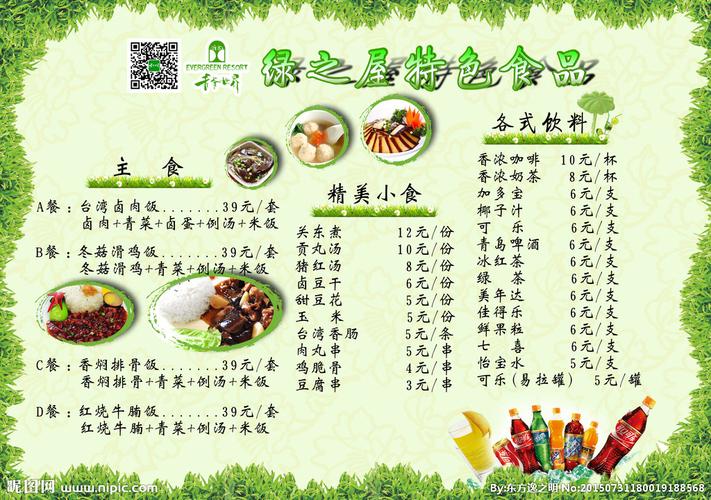 绿之屋特色食品
EVERGREEN RESORT
主 食
A餐：台湾卤肉饭.......39元/套
卤肉+青菜+卤蛋+例汤+米饭
B餐：冬菇滑鸡饭.......39元/套
冬菇滑鸡+青菜+例汤+米饭
C餐：香焖排骨饭.......39元/套
香焖排骨+青菜+例汤+米饭
D餐：红烧牛腩饭.......39元/套
红烧牛腩+青菜+例汤+米饭
精美小食
关东煮 12元/份
贡丸汤 10元/份
猪红汤 8元/份
卤豆干 6元/份
甜豆花 5元/份
玉 米 5元/份
台湾香肠 5元/条
肉丸串 5元/串
鸡脆骨 4元/串
豆腐串 3元/串
各式饮料
香浓咖啡 10元/杯
香浓奶茶 8元/杯
加多宝 6元/支
椰子汁 6元/支
可 乐 6元/支
青岛啤酒 6元/支
冰红茶 6元/支
绿 茶 6元/支
美年达 6元/支
佳得乐 6元/支
鲜果粒 6元/支
七 喜 6元/支
怡宝水 5元/支
可乐(易拉罐) 5元/罐
昵图网 www.nipic.com
By:东方逸之明 No:20150731180019188568